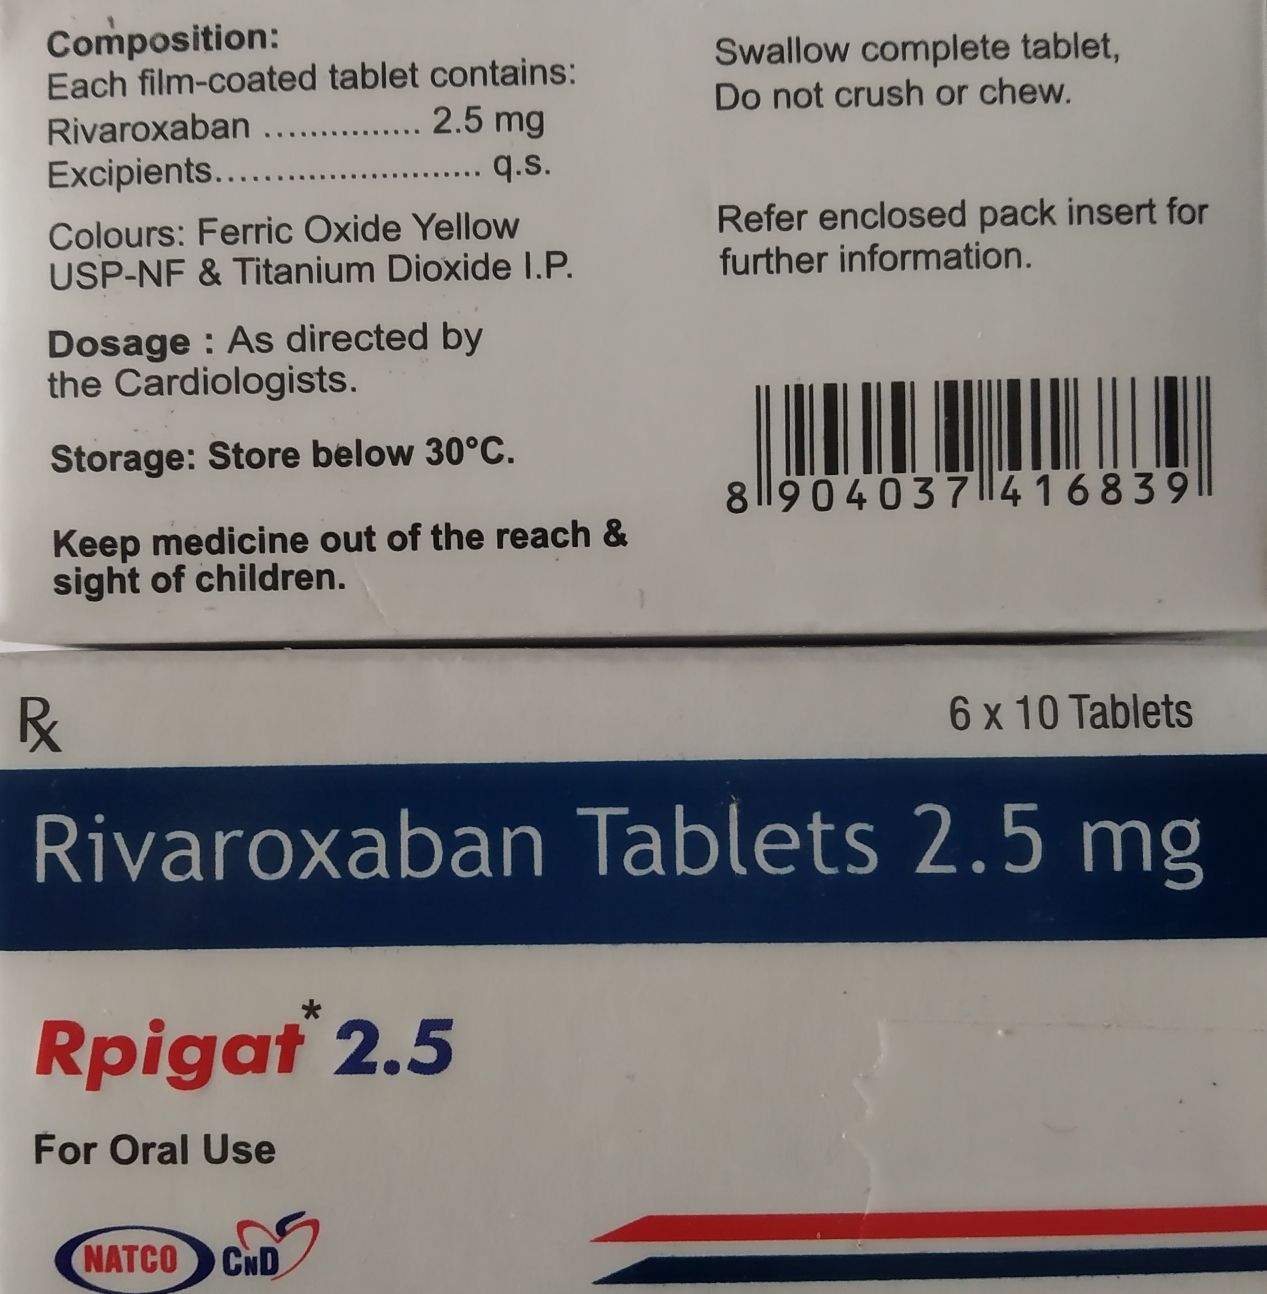 Composition:
Each film-coated tablet contains:
Rivaroxaban ............... 2.5 mg
Excipients......................... q.s.
Colours: Ferric Oxide Yellow
USP-NF & Titanium Dioxide I.P.
Dosage : As directed by
the Cardiologists.
Storage: Store below 30°C.
Keep medicine out of the reach &
sight of children.
Swallow complete tablet,
Do not crush or chew.
Refer enclosed pack insert for
further information.
8 904037 416839
Rx
6 x 10 Tablets
Rivaroxaban Tablets 2.5 mg
Rpigat* 2.5
For Oral Use
NATCO CND